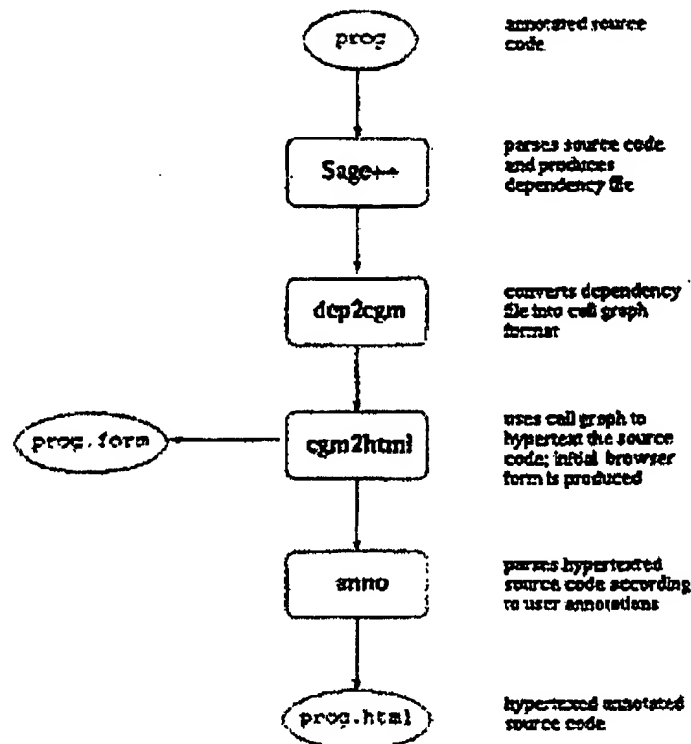 prog
annotated source
code
Sage++
parses source code
and produces
dependency file
dep2cgm
converts dependency
file into call graph
format
prog.form
cgm2html
uses call graph to
hypertext the source
code; initial browser
form is produced
anno
parses hypertexted
source code according
to user annotations
prog.html
hypertexed annotated
source code